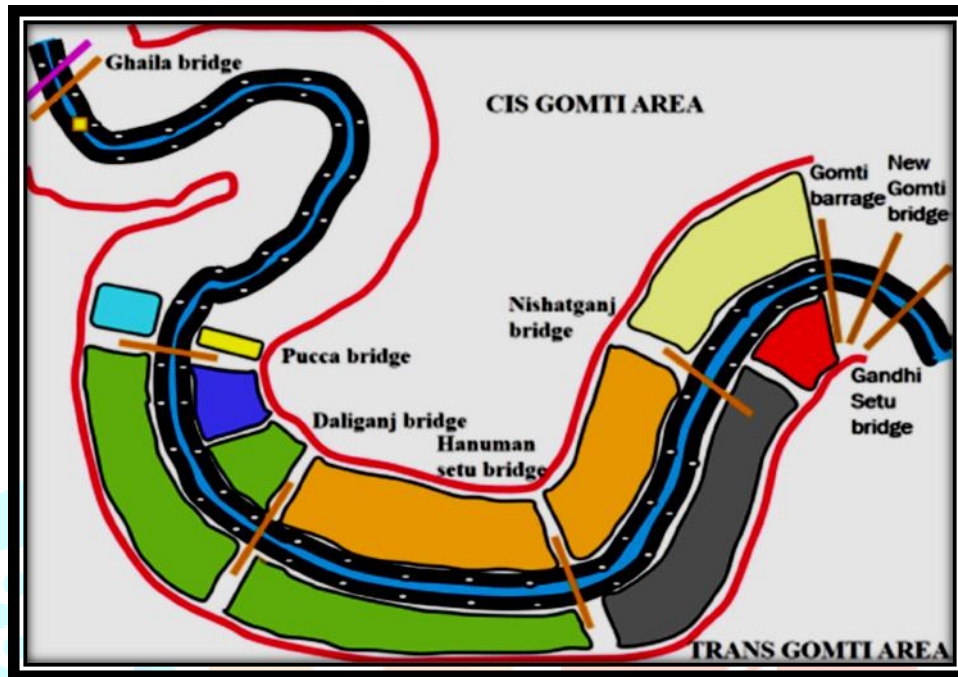 Ghaila bridge
CIS GOMTI AREA
Gomti
barrage
New
Gomti
bridge
Nishatganj
bridge
Pucca bridge
Gandhi
Setu
bridge
Daliganj bridge
Hanuman
setu bridge
TRANS GOMTI AREA